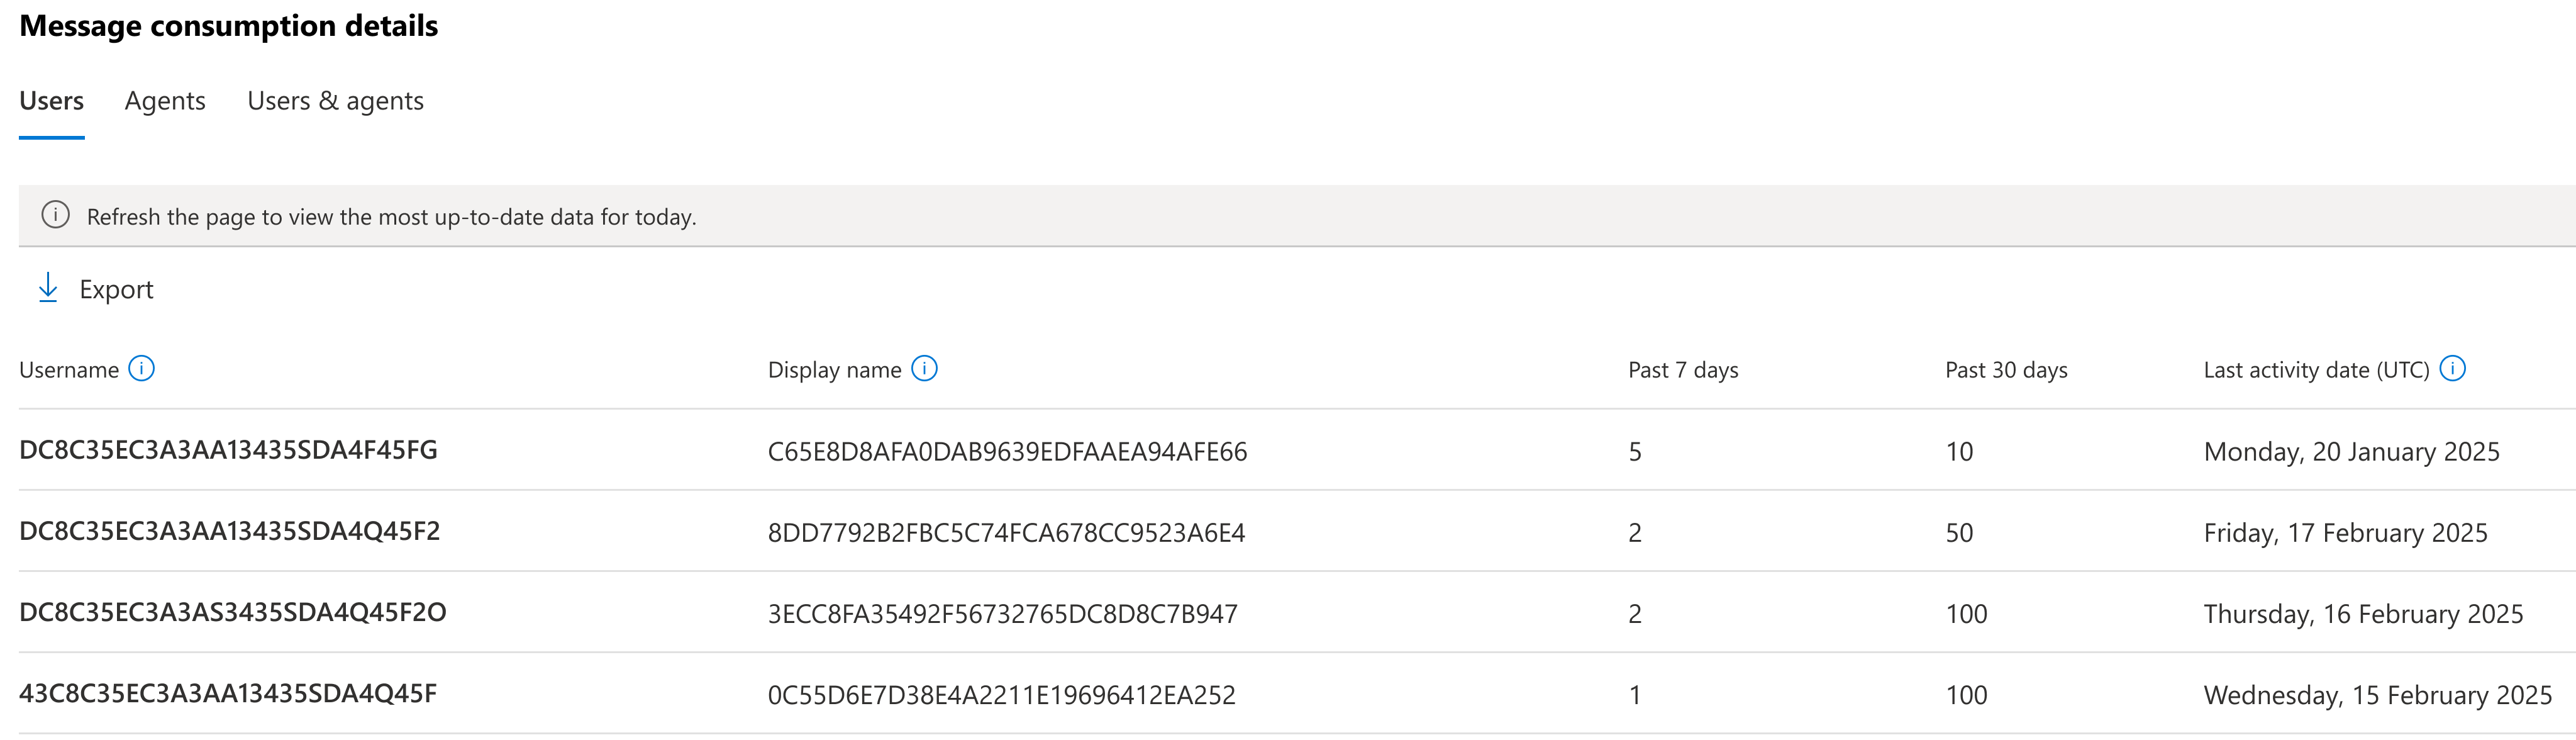 Message consumption details
Users Agents Users & agents
Refresh the page to view the most up-to-date data for today.
Export
Username Display name Past 7 days Past 30 days Last activity date (UTC)
DC8C35EC3A3AA13435SDA4F45FG C65E8D8AFA0DAB9639EDFAAEA94AFE66 5 10 Monday, 20 January 2025
DC8C35EC3A3AA13435SDA4Q45F2 8DD7792B2FBC5C74FCA678CC9523A6E4 2 50 Friday, 17 February 2025
DC8C35EC3A3AS3435SDA4Q45F2O 3ECC8FA35492F56732765DC8D8C7B947 2 100 Thursday, 16 February 2025
43C8C35EC3A3AA13435SDA4Q45F 0C55D6E7D38E4A2211E19696412EA252 1 100 Wednesday, 15 February 2025